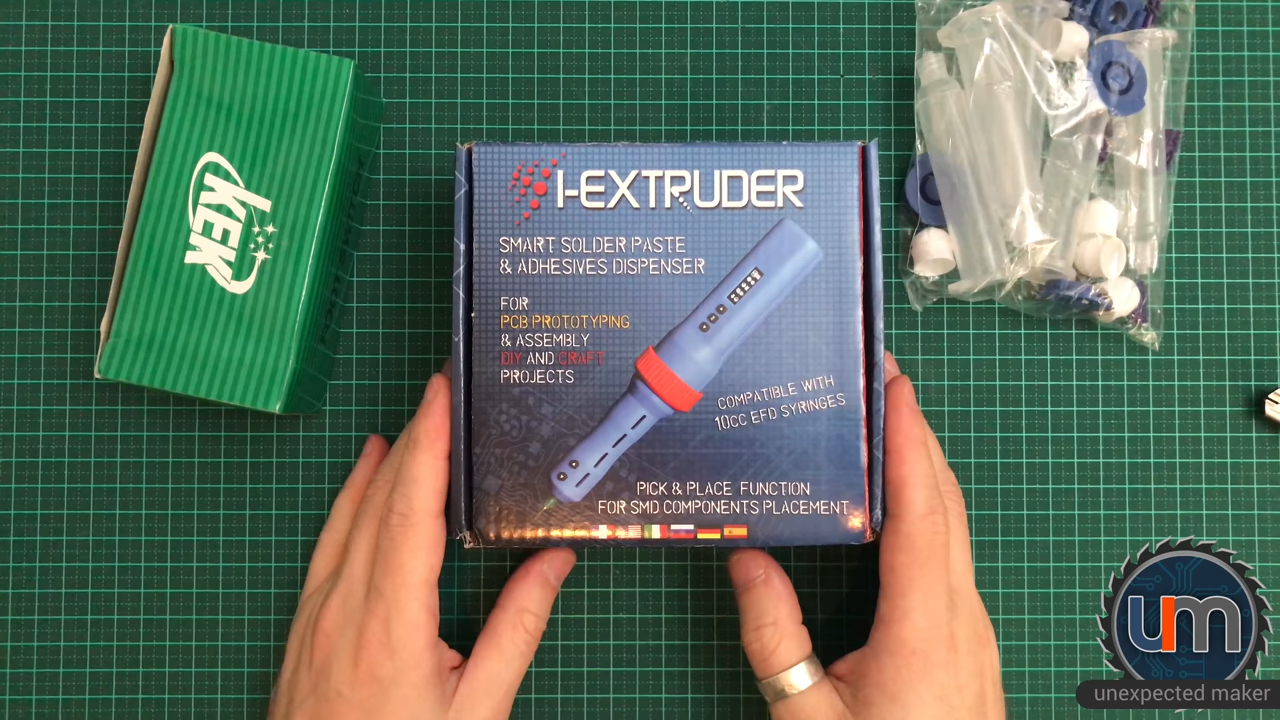 KEK
I-EXTRUDER
SMART SOLDER PASTE
& ADHESIVES DISPENSER
FOR
PCB PROTOTYPING
& ASSEMBLY
DIY AND CRAFT
PROJECTS
COMPATIBLE WITH
10CC EFD SYRINGES
PICK & PLACE FUNCTION
FOR SMD COMPONENTS PLACEMENT
um
unexpected maker